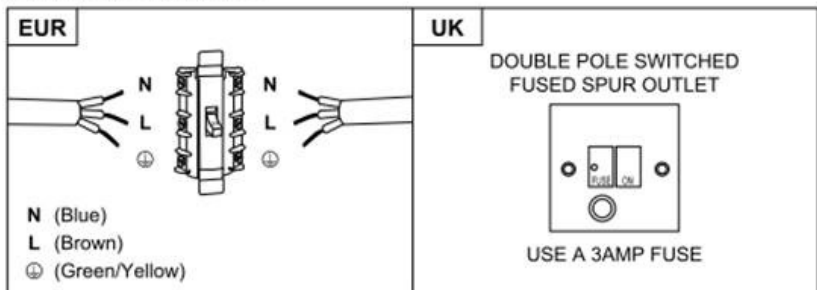 EUR
N
L
⏚
N
L
⏚
N (Blue)
L (Brown)
⏚ (Green/Yellow)
UK
DOUBLE POLE SWITCHED
FUSED SPUR OUTLET
FUSE ON
USE A 3AMP FUSE